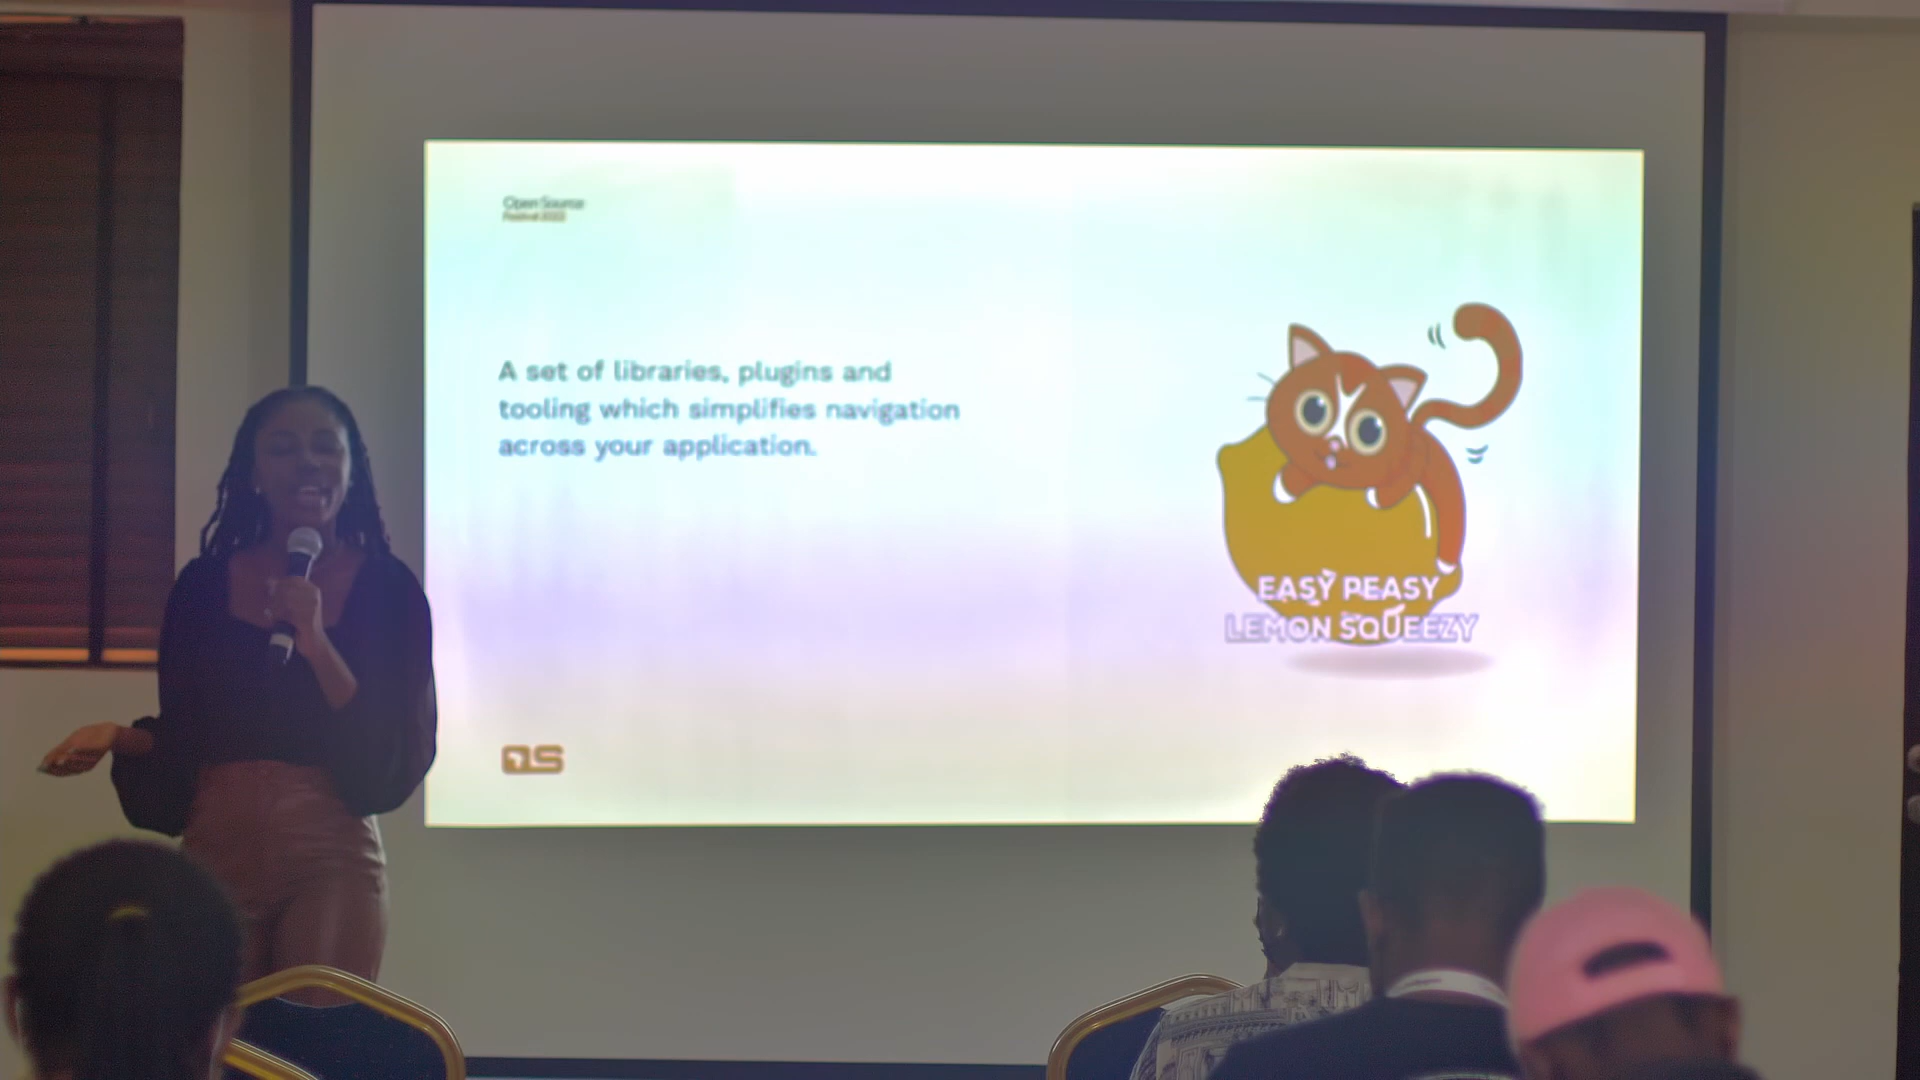 Open Source
Festival 2022
A set of libraries, plugins and
tooling which simplifies navigation
across your application.
EASY PEASY
LEMON SQUEEZY